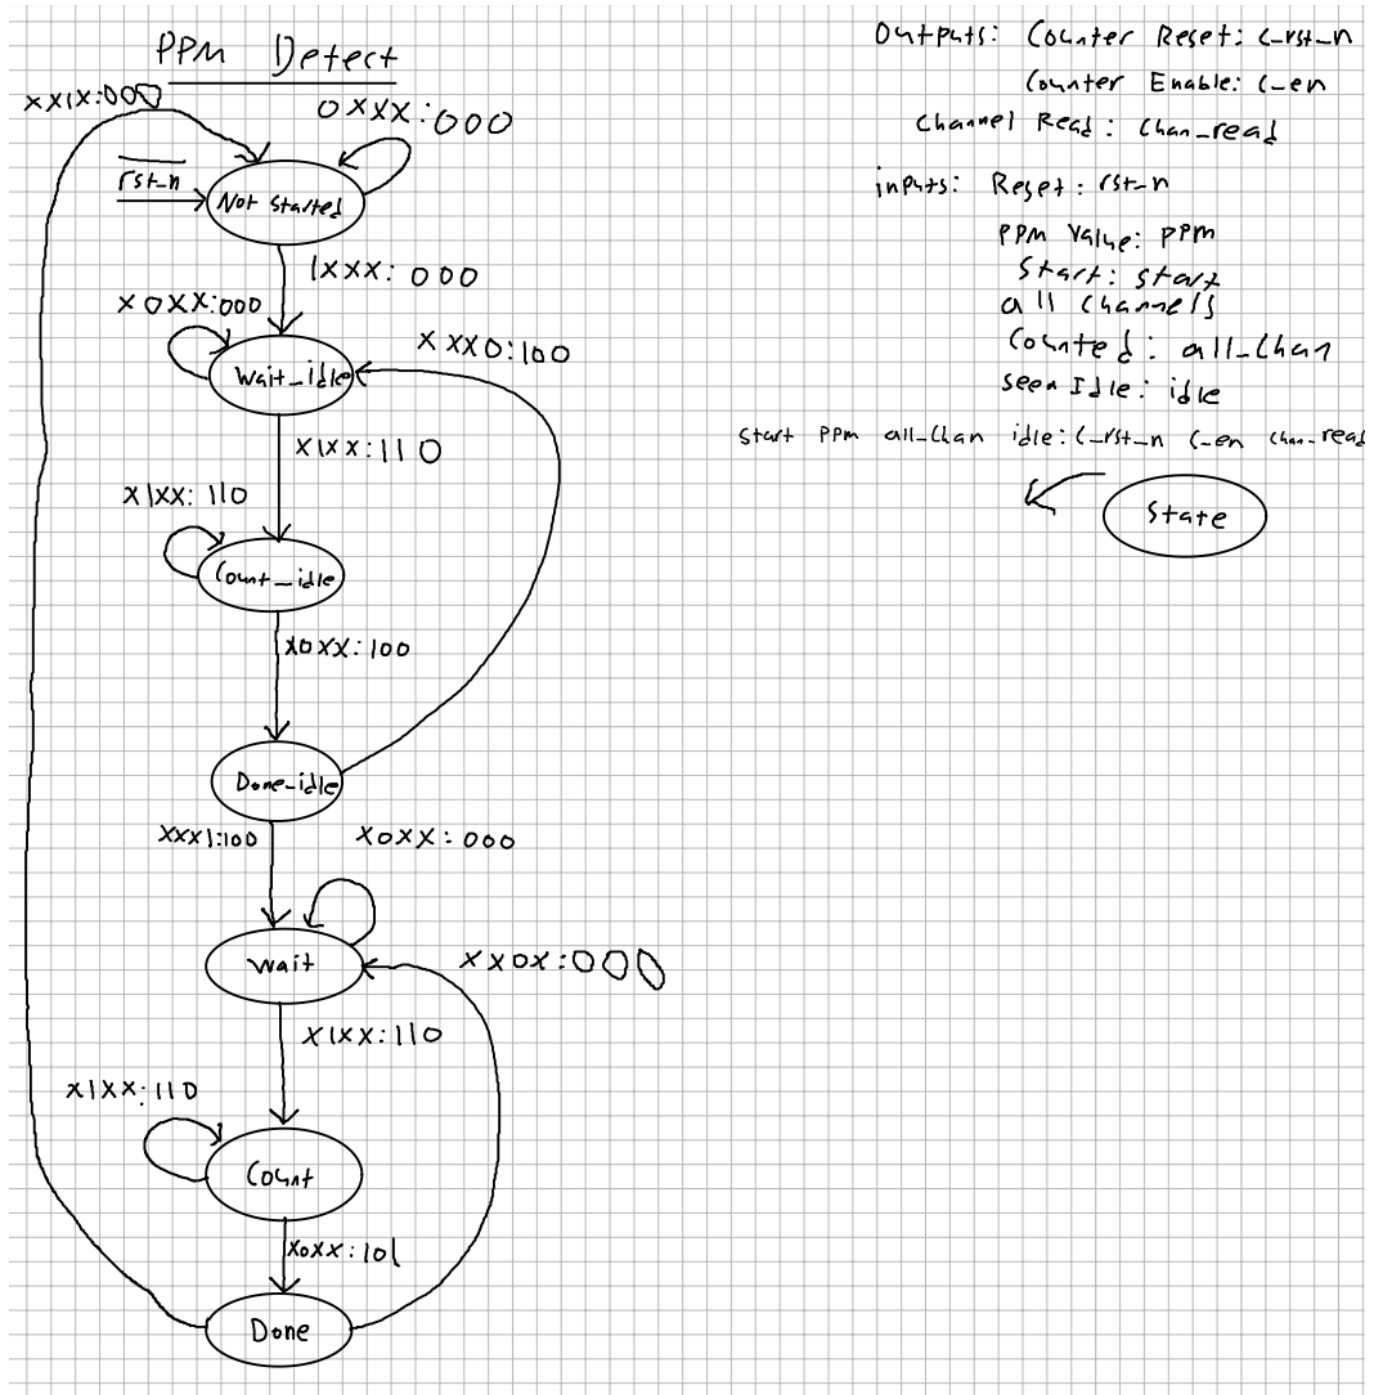 PPM Detect
xx1x:000
0xxx:000
rst_n
Not started
1xxx:000
x0xx:000
xxx0:100
Wait_idle
x1xx:110
x1xx:110
Count_idle
x0xx:100
Done-idle
xxx1:100
x0xx:000
wait
xx0x:000
x1xx:110
x1xx:110
Count
x0xx:101
Done
Outputs: Counter Reset: C_rst_n
Counter Enable: C_en
Channel Read: Chan_read
inputs: Reset: rst_n
PPM Value: PPM
Start: start
all channels
Counted: all_Chan
seen Idle: idle
Start PPM all_Chan idle: C_rst_n C_en chan_read
State